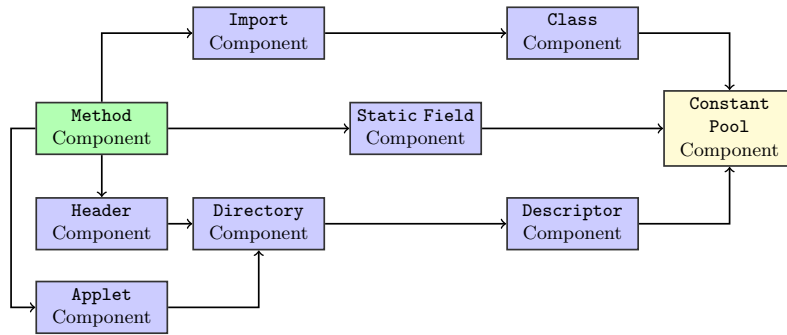 Import
Component
Class
Component
Method
Component
Static Field
Component
Constant
Pool
Component
Header
Component
Directory
Component
Descriptor
Component
Applet
Component